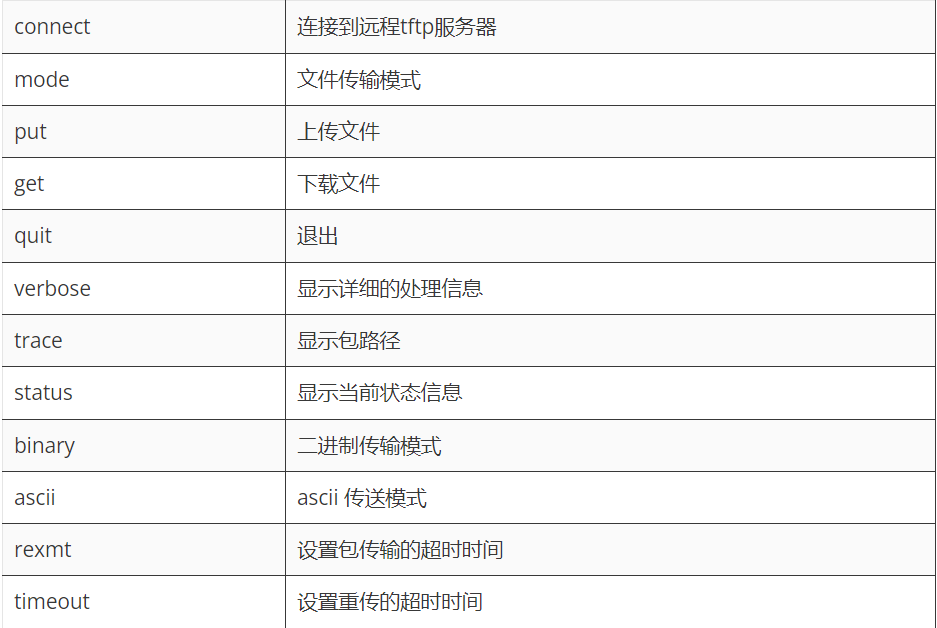 connect 连接到远程tftp服务器
mode 文件传输模式
put 上传文件
get 下载文件
quit 退出
verbose 显示详细的处理信息
trace 显示包路径
status 显示当前状态信息
binary 二进制传输模式
ascii ascii 传送模式
rexmt 设置包传输的超时时间
timeout 设置重传的超时时间